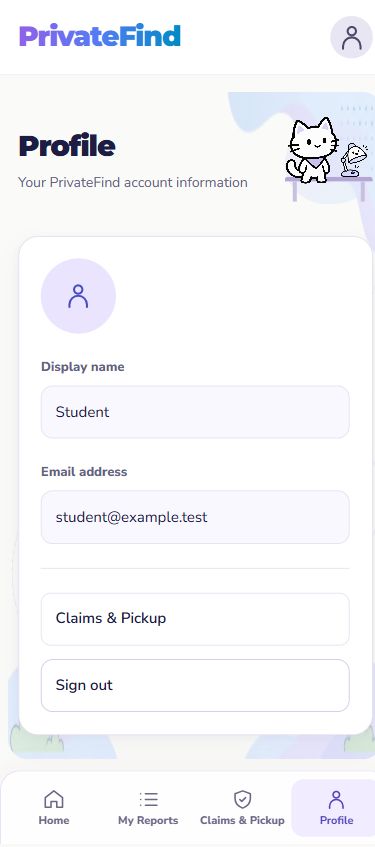 PrivateFind
Profile
Your PrivateFind account information
Display name
Student
Email address
student@example.test
Claims & Pickup
Sign out
Home
My Reports
Claims & Pickup
Profile